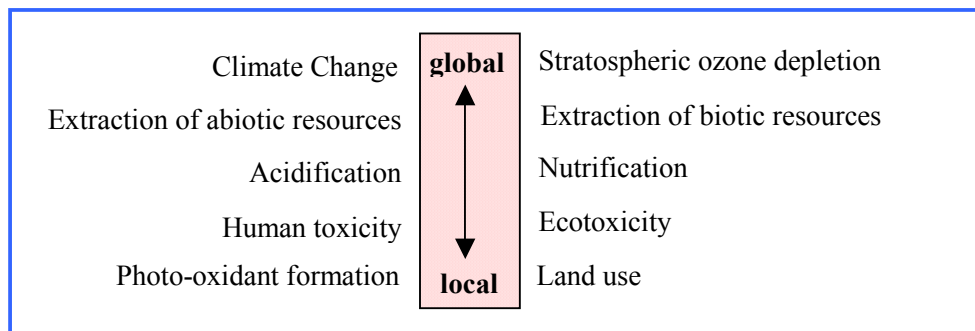 Climate Change global Stratospheric ozone depletion
Extraction of abiotic resources Extraction of biotic resources
Acidification Nutrification
Human toxicity Ecotoxicity
Photo-oxidant formation local Land use